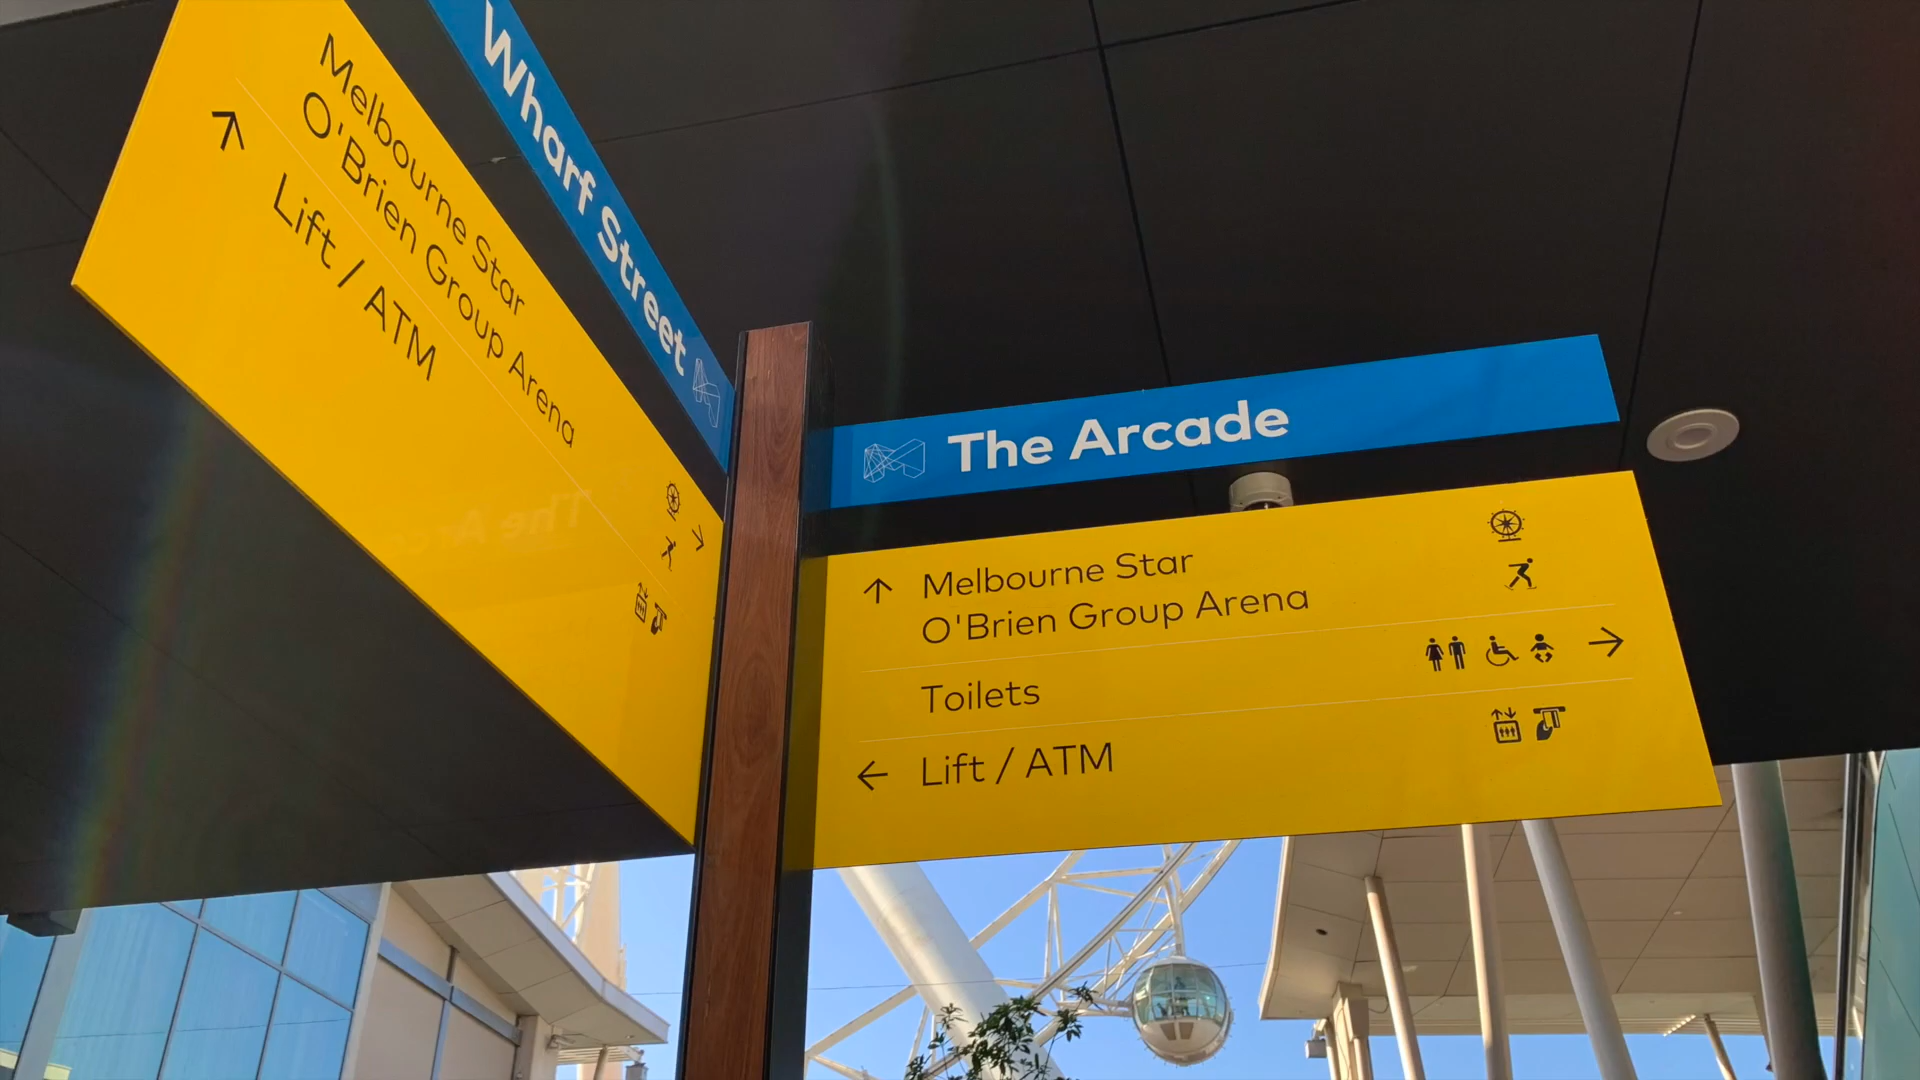 Wharf Street
Melbourne Star
O'Brien Group Arena
Lift / ATM
The Arcade
Melbourne Star
O'Brien Group Arena
Toilets
Lift / ATM